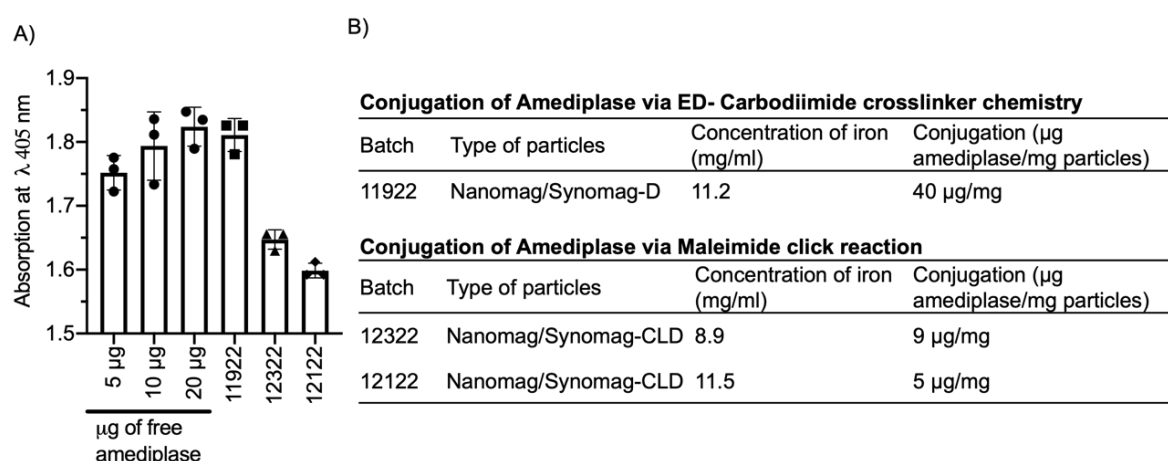 A)
Absorption at λ 405 nm
1.9
1.8
1.7
1.6
1.5
5 µg
10 µg
20 µg
11922
12322
12122
µg of free
amediplase
B)
Conjugation of Amediplase via ED- Carbodiimide crosslinker chemistry
Batch Type of particles Concentration of iron (mg/ml) Conjugation (µg amediplase/mg particles)
11922 Nanomag/Synomag-D 11.2 40 µg/mg
Conjugation of Amediplase via Maleimide click reaction
Batch Type of particles Concentration of iron (mg/ml) Conjugation (µg amediplase/mg particles)
12322 Nanomag/Synomag-CLD 8.9 9 µg/mg
12122 Nanomag/Synomag-CLD 11.5 5 µg/mg